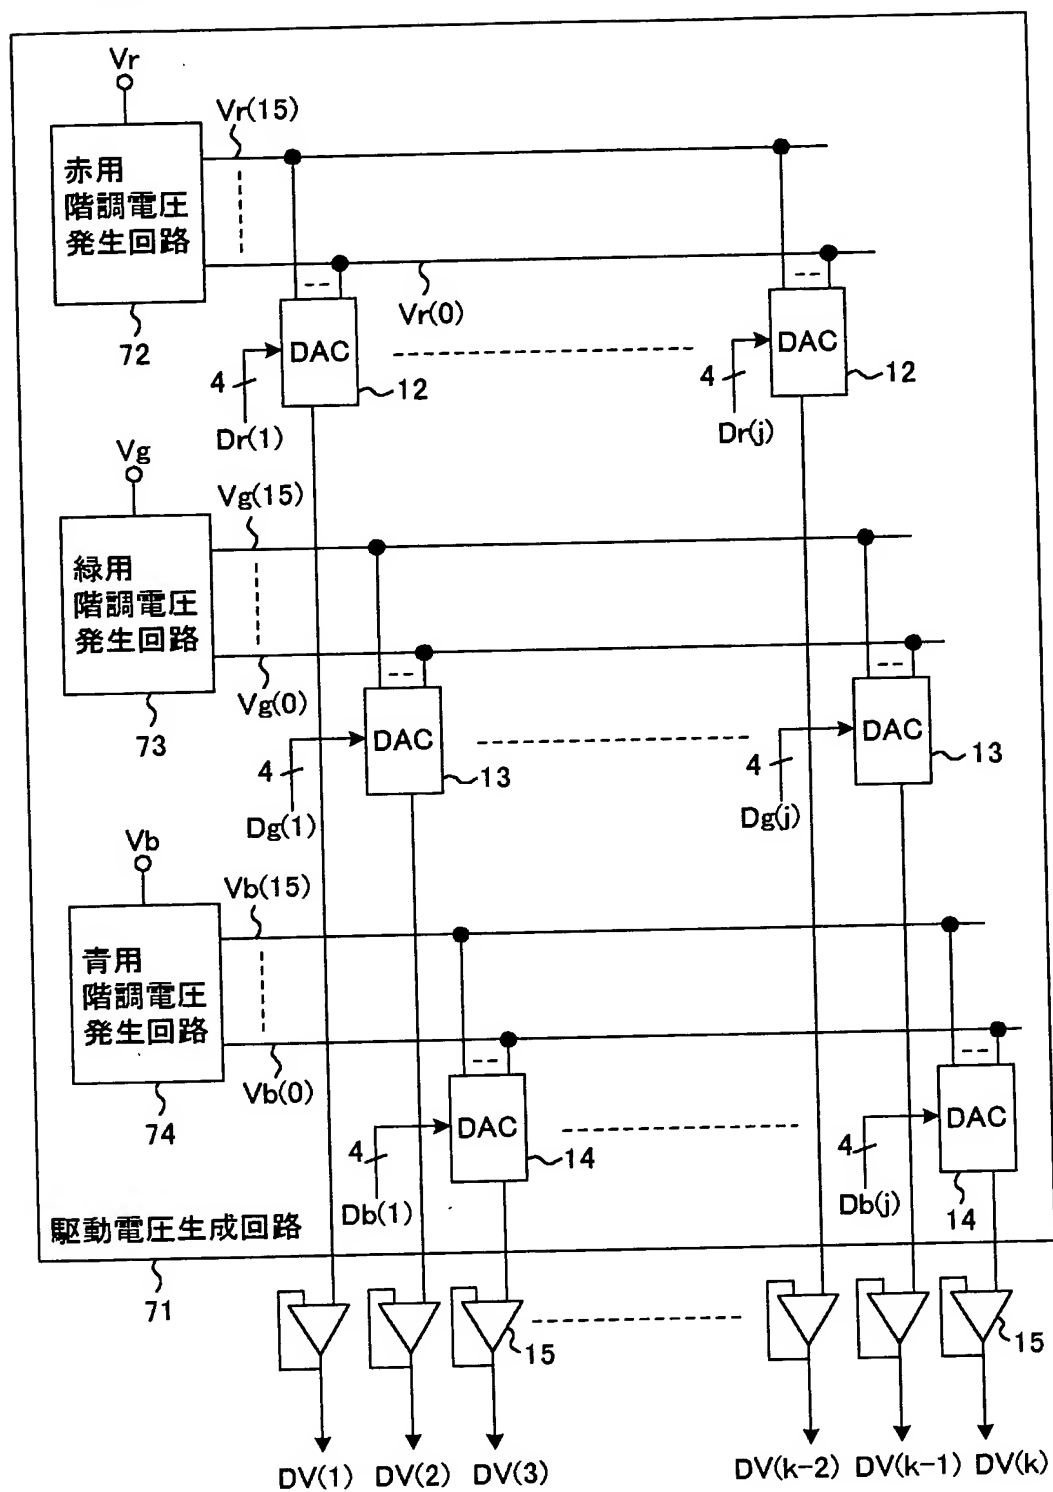 Vr
Vr(15)
赤用
階調電圧
発生回路
Vr(0)
72
DAC
DAC
12
12
4
4
Dr(1)
Dr(j)
Vg
Vg(15)
緑用
階調電圧
発生回路
Vg(0)
73
DAC
DAC
13
13
4
4
Dg(1)
Dg(j)
Vb
Vb(15)
青用
階調電圧
発生回路
Vb(0)
74
DAC
DAC
14
14
4
4
Db(1)
Db(j)
駆動電圧生成回路
71
15
15
DV(1)
DV(2)
DV(3)
DV(k-2)
DV(k-1)
DV(k)